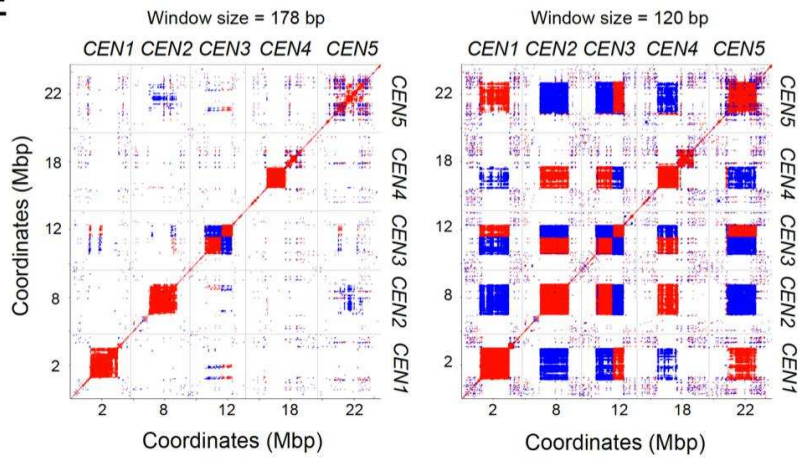 Window size = 178 bp
CEN1 CEN2 CEN3 CEN4 CEN5
22
18
12
8
2
CEN5
CEN4
CEN3
CEN2
CEN1
2 8 12 18 22
Coordinates (Mbp)
Coordinates (Mbp)
Window size = 120 bp
CEN1 CEN2 CEN3 CEN4 CEN5
22
18
12
8
2
CEN5
CEN4
CEN3
CEN2
CEN1
2 8 12 18 22
Coordinates (Mbp)